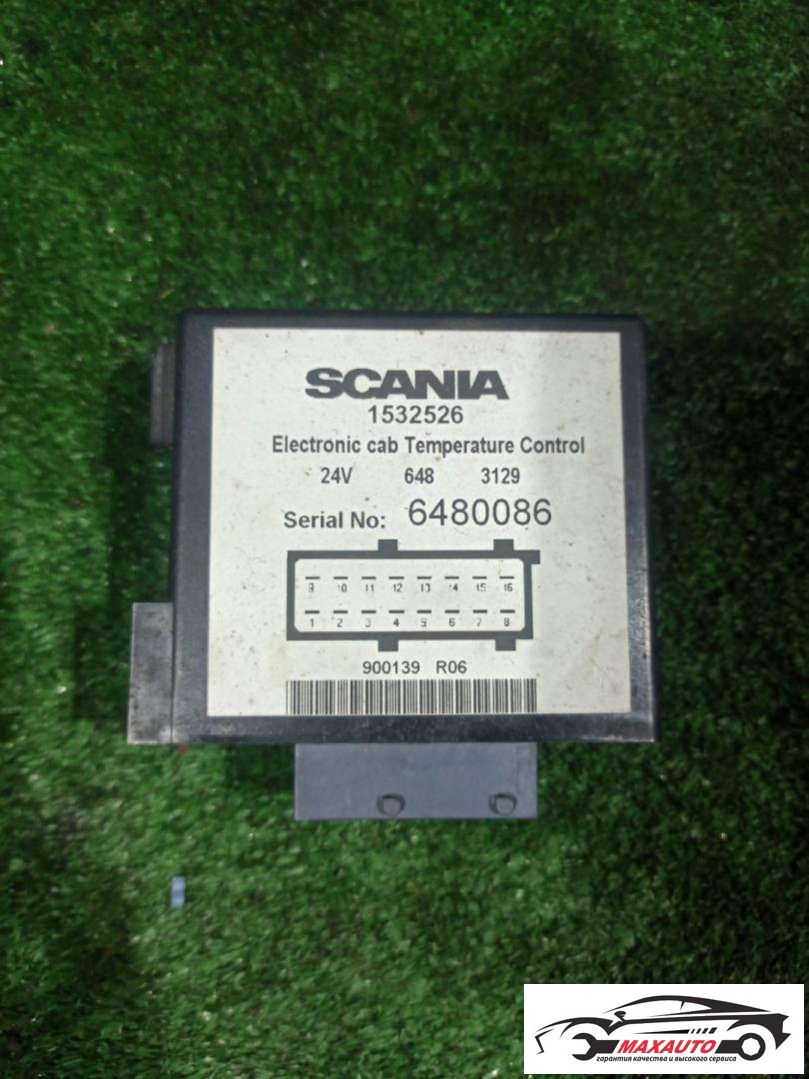 SCANIA
1532526
Electronic cab Temperature Control
24V 648 3129
Serial No: 6480086
9 10 11 12 13 14 15 16
1 2 3 4 5 6 7 8
900139 R06
MAXAUTO
гарантия качества и высокого сервиса